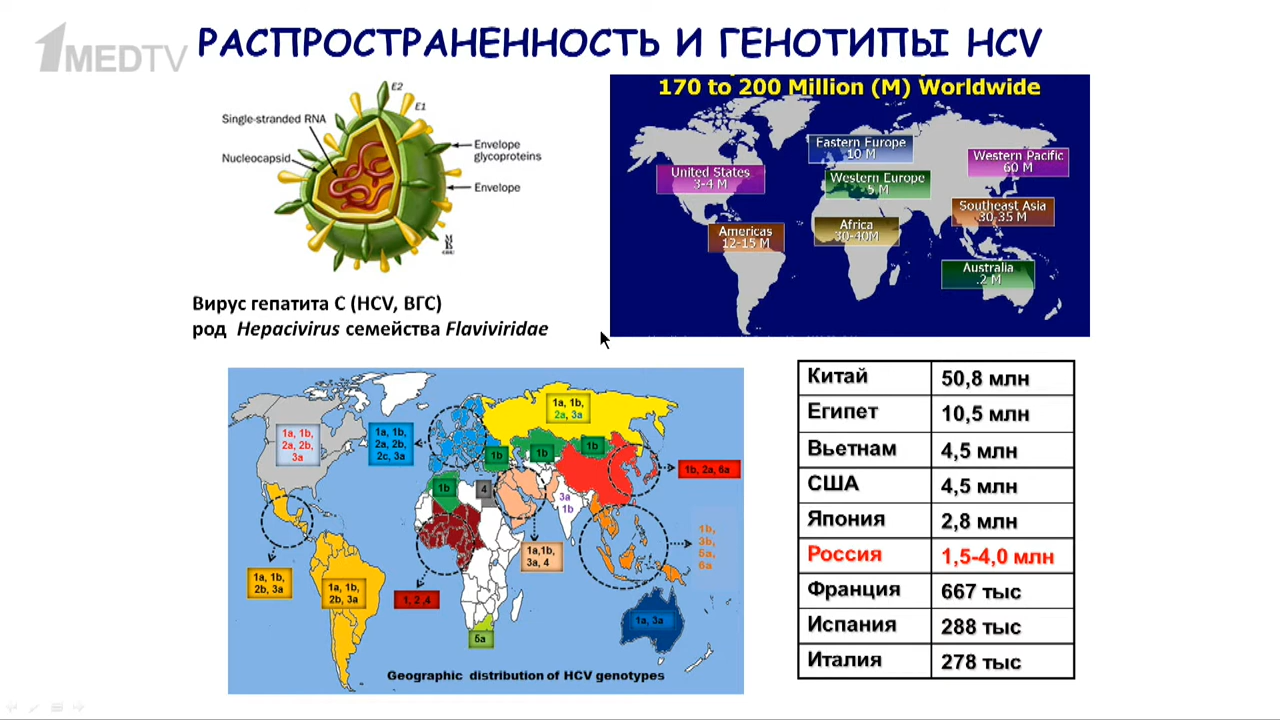 1MEDTV
РАСПРОСТРАНЕННОСТЬ И ГЕНОТИПЫ HCV
E2
E1
Single-stranded RNA
Nucleocapsid
Envelope
glycoproteins
Envelope
Вирус гепатита С (HCV, ВГС)
род Hepacivirus семейства Flaviviridae
170 to 200 Million (M) Worldwide
Eastern Europe
10 M
Western Pacific
60 M
United States
3-4 M
Western Europe
5 M
Southeast Asia
30-35 M
Americas
12-15 M
Africa
30-40M
Australia
.2 M
1a, 1b,
2a, 3a
1a, 1b,
2a, 2b,
3a
1a, 1b,
2a, 2b,
2c, 3a
1b
1b
1b
1b, 2a, 6a
1b
4
3a
1b
1b,
3b,
5a,
6a
1a,1b,
3a, 4
1a, 1b,
2b, 3a
1a, 1b,
2b, 3a
1, 2 ,4
1a, 3a
5a
Geographic distribution of HCV genotypes
Китай 50,8 млн
Египет 10,5 млн
Вьетнам 4,5 млн
США 4,5 млн
Япония 2,8 млн
Россия 1,5-4,0 млн
Франция 667 тыс
Испания 288 тыс
Италия 278 тыс